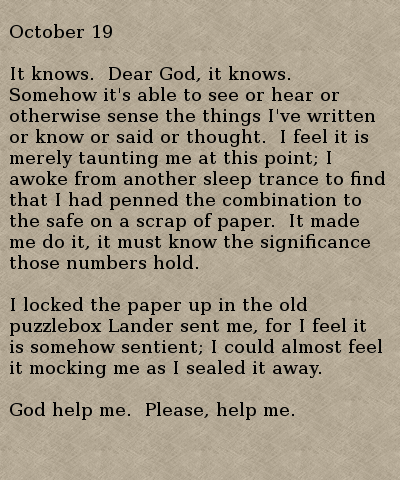 October 19
It knows.  Dear God, it knows.
Somehow it's able to see or hear or
otherwise sense the things I've written
or know or said or thought.  I feel it is
merely taunting me at this point; I
awoke from another sleep trance to find
that I had penned the combination to
the safe on a scrap of paper.  It made
me do it, it must know the significance
those numbers hold.
I locked the paper up in the old
puzzlebox Lander sent me, for I feel it
is somehow sentient; I could almost feel
it mocking me as I sealed it away.
God help me.  Please, help me.